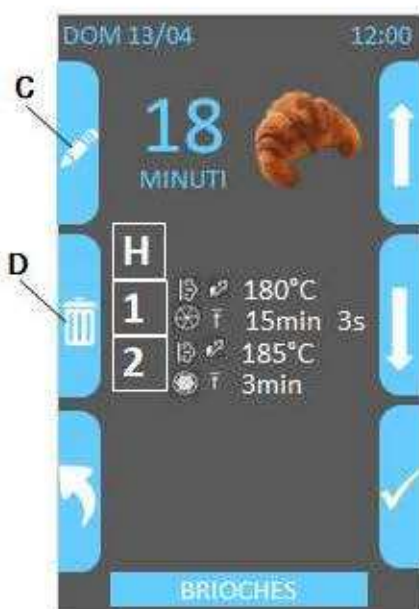 DOM 13/04 12:00
C
18
MINUTI
D
H
1 180°C
15min 3s
2 185°C
3min
BRIOCHES